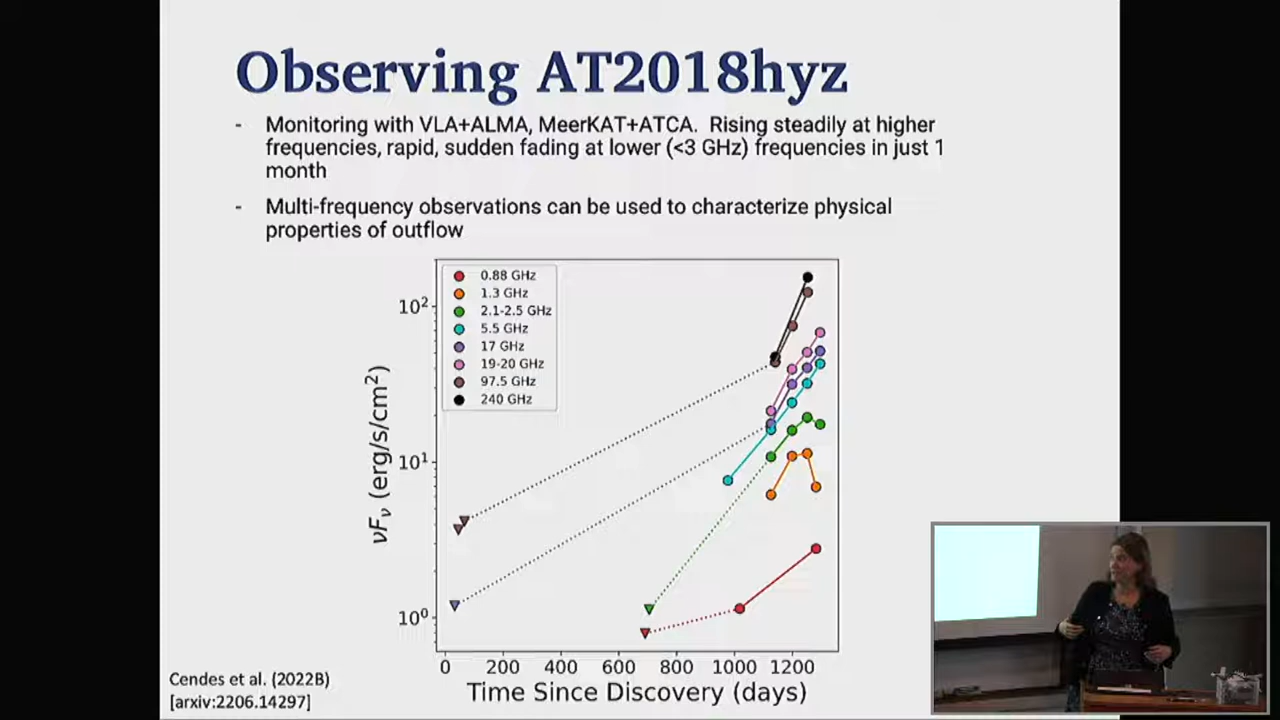 Observing AT2018hyz
- Monitoring with VLA+ALMA, MeerKAT+ATCA. Rising steadily at higher
frequencies, rapid, sudden fading at lower (<3 GHz) frequencies in just 1
month
- Multi-frequency observations can be used to characterize physical
properties of outflow
0.88 GHz
1.3 GHz
2.1-2.5 GHz
5.5 GHz
17 GHz
19-20 GHz
97.5 GHz
240 GHz
10²
10¹
10⁰
νFν (erg/s/cm²)
0 200 400 600 800 1000 1200
Time Since Discovery (days)
Cendes et al. (2022B)
[arxiv:2206.14297]